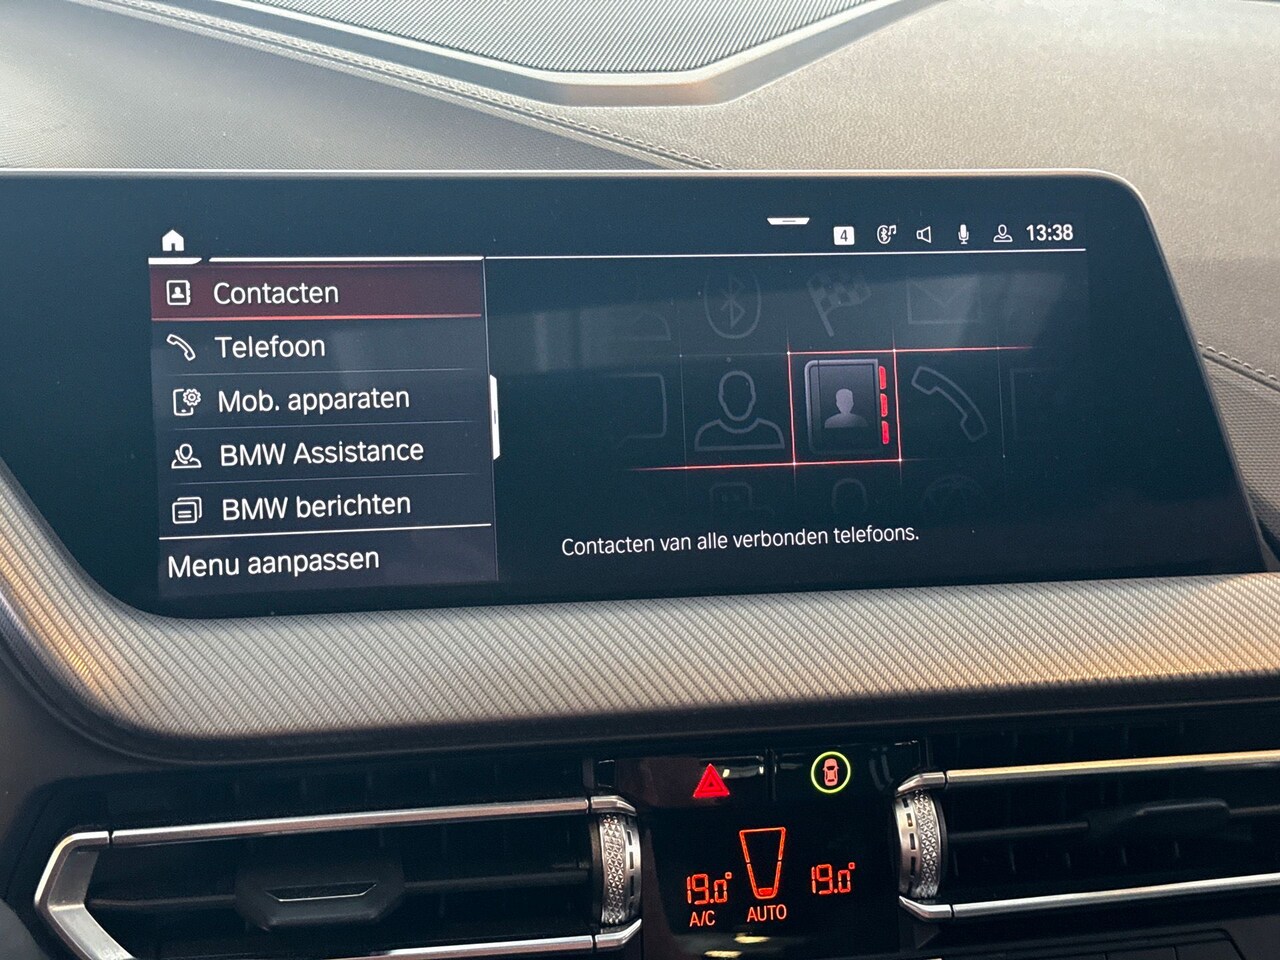 4
13:38
Contacten
Telefoon
Mob. apparaten
BMW Assistance
BMW berichten
Menu aanpassen
Contacten van alle verbonden telefoons.
19.0°
19.0°
A/C
AUTO